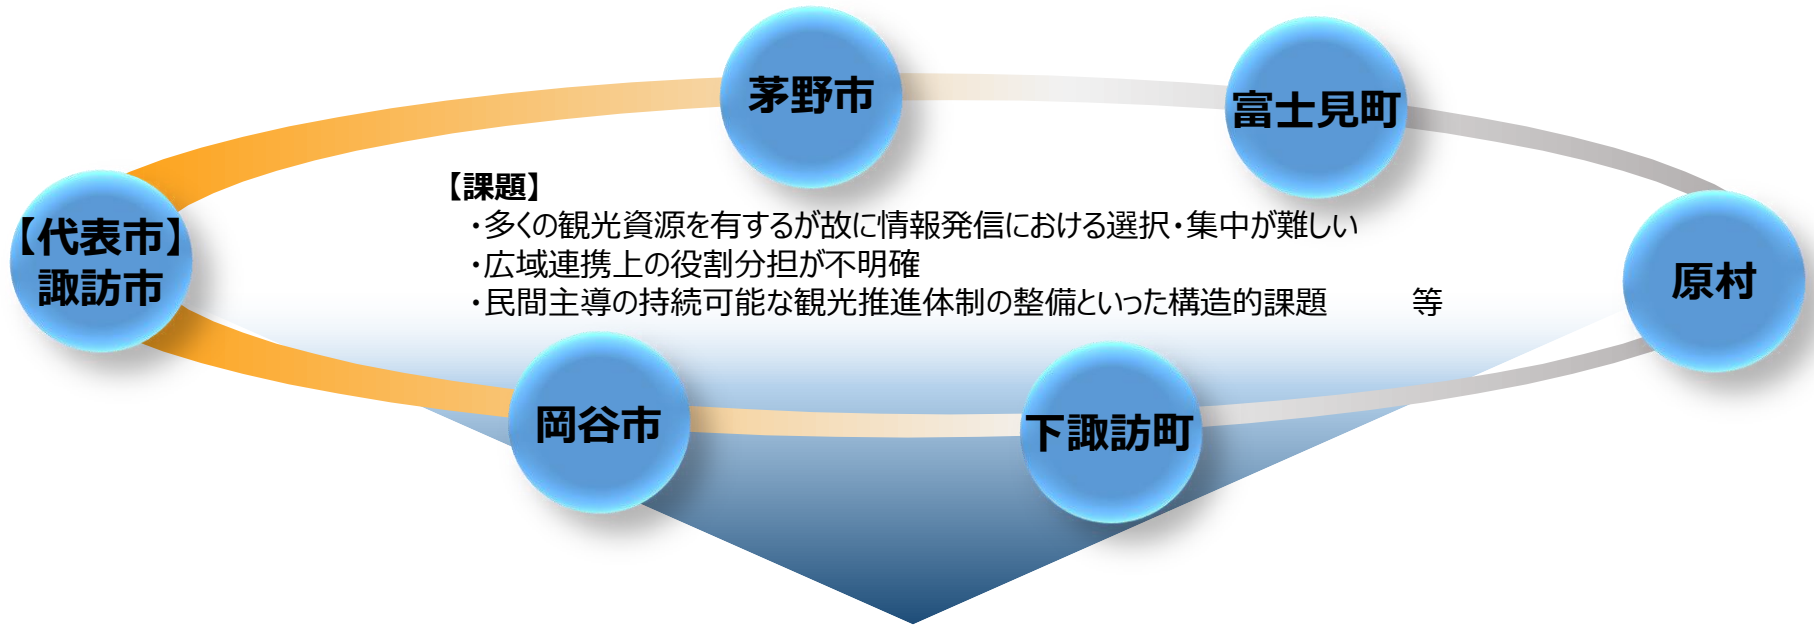 茅野市
富士見町
【代表市】
諏訪市
【課題】
・多くの観光資源を有するが故に情報発信における選択・集中が難しい
・広域連携上の役割分担が不明確
・民間主導の持続可能な観光推進体制の整備といった構造的課題　　　等
原村
岡谷市
下諏訪町